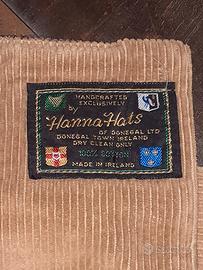 HANDCRAFTED
EXCLUSIVELY
by
Hanna Hats
OF DONEGAL LTD
DONEGAL TOWN IRELAND
DRY CLEAN ONLY
100% COTTON
MADE IN IRELAND